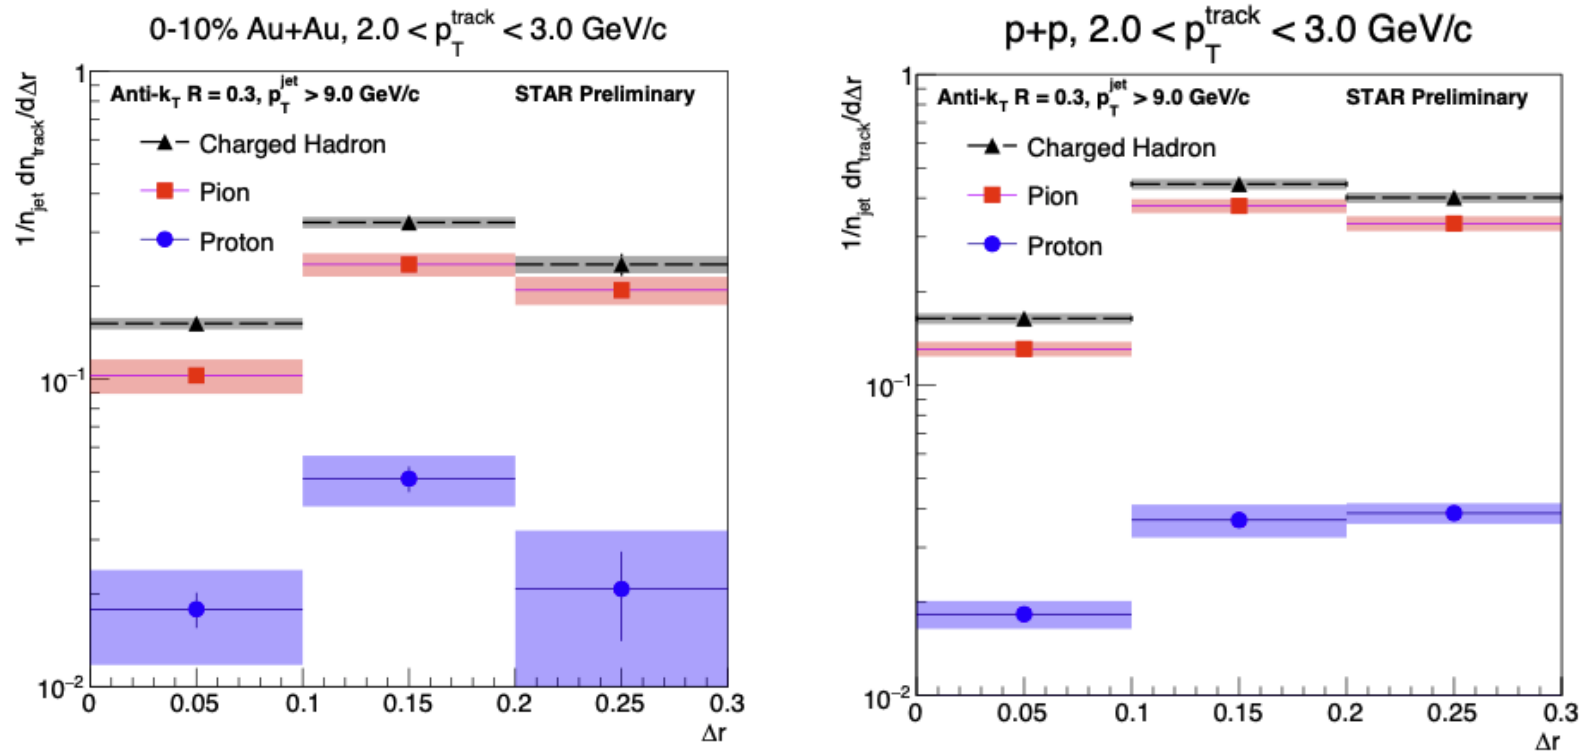 0-10% Au+Au, 2.0 < p_T^track < 3.0 GeV/c
1/n_jet dn_track/dΔr
Anti-k_T R = 0.3, p_T^jet > 9.0 GeV/c
STAR Preliminary
Charged Hadron
Pion
Proton
1
10^−1
10^−2
0 0.05 0.1 0.15 0.2 0.25 0.3
Δr
p+p, 2.0 < p_T^track < 3.0 GeV/c
1/n_jet dn_track/dΔr
Anti-k_T R = 0.3, p_T^jet > 9.0 GeV/c
STAR Preliminary
Charged Hadron
Pion
Proton
1
10^−1
10^−2
0 0.05 0.1 0.15 0.2 0.25 0.3
Δr